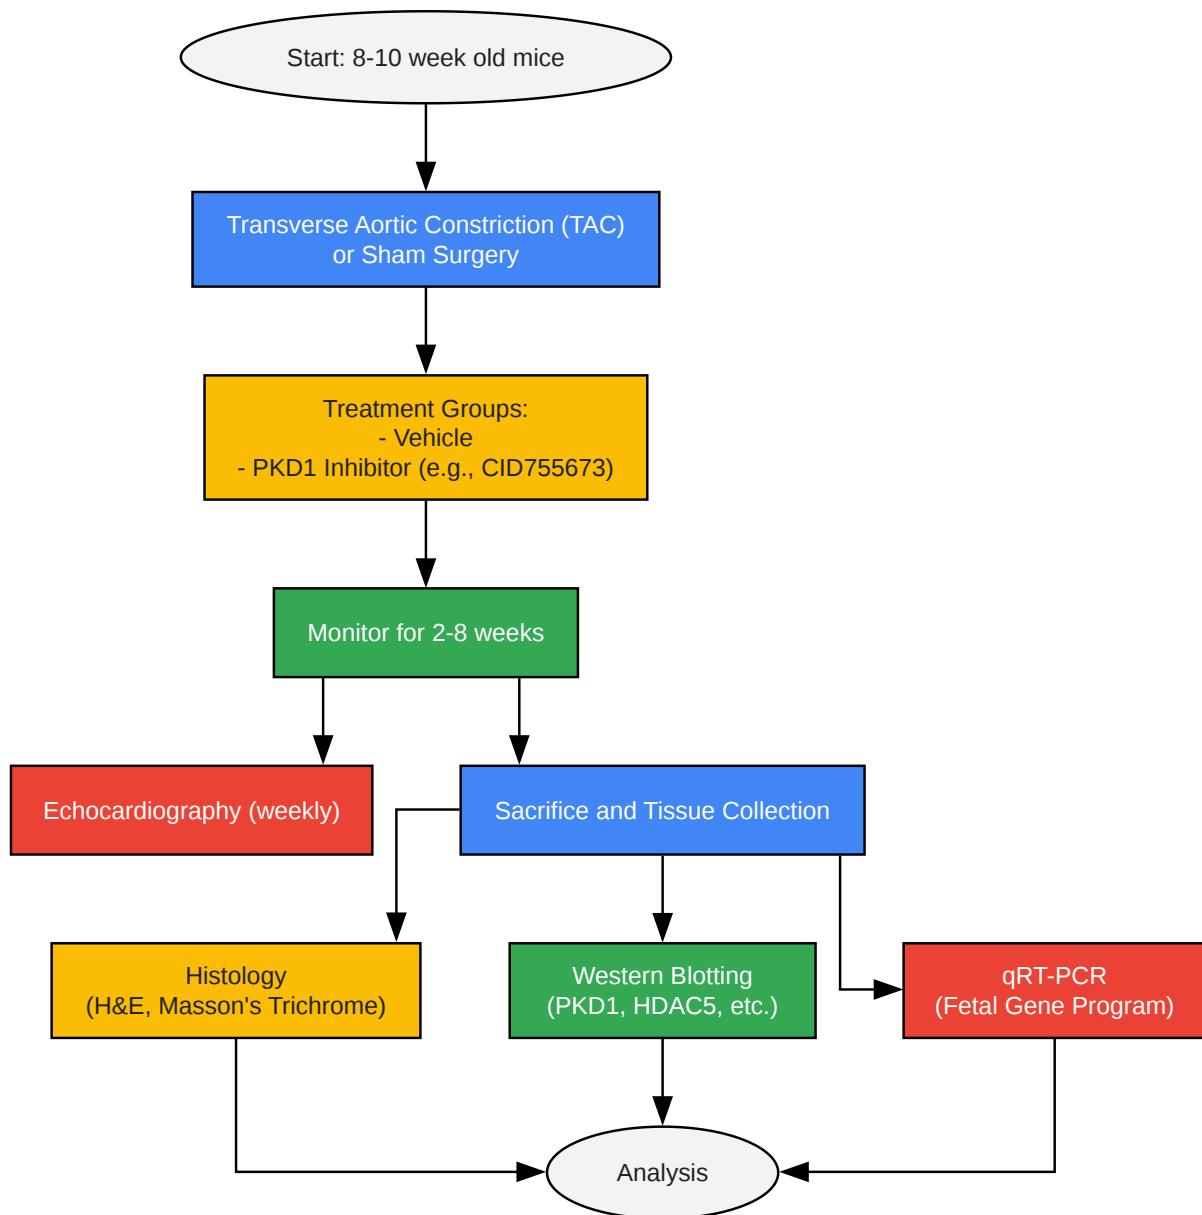 Start: 8-10 week old mice
Transverse Aortic Constriction (TAC)
or Sham Surgery
Treatment Groups:
- Vehicle
- PKD1 Inhibitor (e.g., CID755673)
Monitor for 2-8 weeks
Echocardiography (weekly)
Sacrifice and Tissue Collection
Histology
(H&E, Masson's Trichrome)
Western Blotting
(PKD1, HDAC5, etc.)
qRT-PCR
(Fetal Gene Program)
Analysis